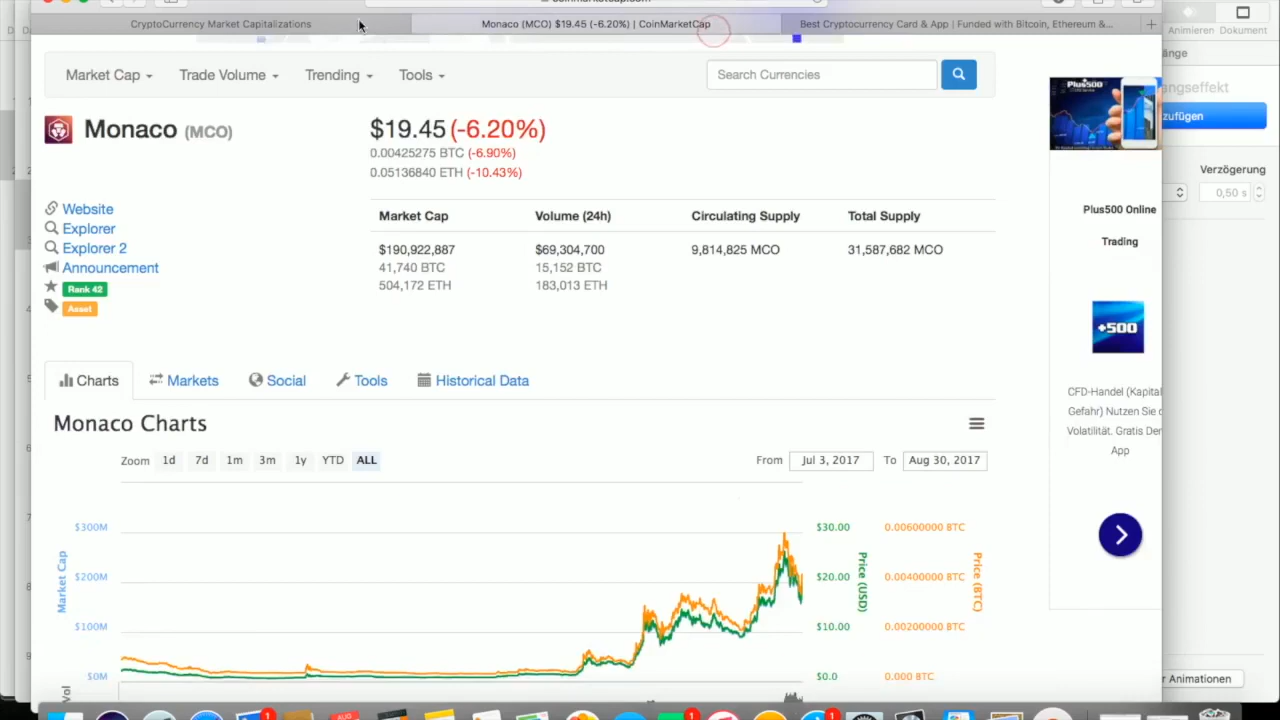 CryptoCurrency Market Capitalizations
Monaco (MCO) $19.45 (-6.20%) | CoinMarketCap
Best Cryptocurrency Card & App | Funded with Bitcoin, Ethereum &...
Animieren Dokument
Market Cap
Trade Volume
Trending
Tools
Search Currencies
Monaco (MCO)
$19.45 (-6.20%)
0.00425275 BTC (-6.90%)
0.05136840 ETH (-10.43%)
Website
Explorer
Explorer 2
Announcement
Rank 42
Asset
Market Cap Volume (24h) Circulating Supply Total Supply
$190,922,887 $69,304,700 9,814,825 MCO 31,587,682 MCO
41,740 BTC 15,152 BTC
504,172 ETH 183,013 ETH
Charts Markets Social Tools Historical Data
Monaco Charts
Zoom 1d 7d 1m 3m 1y YTD ALL
From Jul 3, 2017 To Aug 30, 2017
$300M $30.00 0.00600000 BTC
$200M $20.00 0.00400000 BTC
$100M $10.00 0.00200000 BTC
$0M $0.0 0.000 BTC
Market Cap
Price (USD)
Price (BTC)
Vol
Plus500
Plus500 Online
Trading
+500
CFD-Handel (Kapital
Gefahr) Nutzen Sie
Volatilität. Gratis
App
Verzögerung
0,50 s
Animationen
AUG